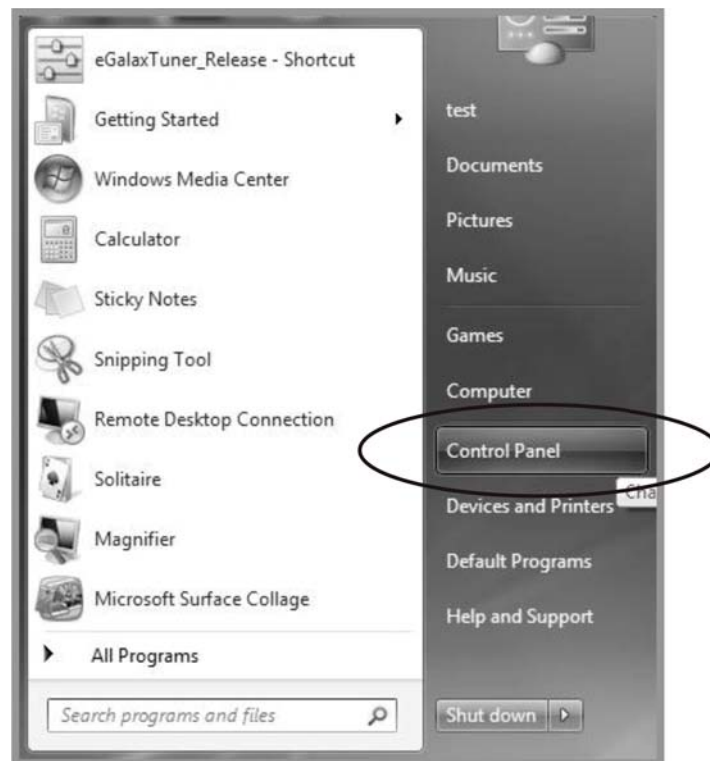 eGalaxTuner_Release - Shortcut
Getting Started
Windows Media Center
Calculator
Sticky Notes
Snipping Tool
Remote Desktop Connection
Solitaire
Magnifier
Microsoft Surface Collage
All Programs
Search programs and files
test
Documents
Pictures
Music
Games
Computer
Control Panel
Cha
Devices and Printers
Default Programs
Help and Support
Shut down